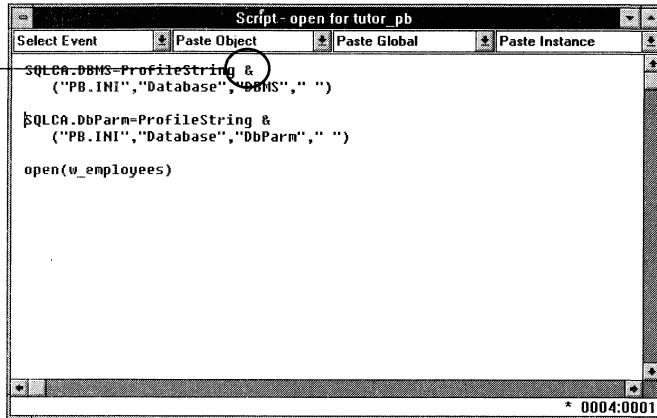 Script - open for tutor_pb
Select Event Paste Object Paste Global Paste Instance
SQLCA.DBMS=ProfileString &
("PB.INI","Database","DBMS"," ")
SQLCA.DbParm=ProfileString &
("PB.INI","Database","DbParm"," ")
open(w_employees)
* 0004:0001